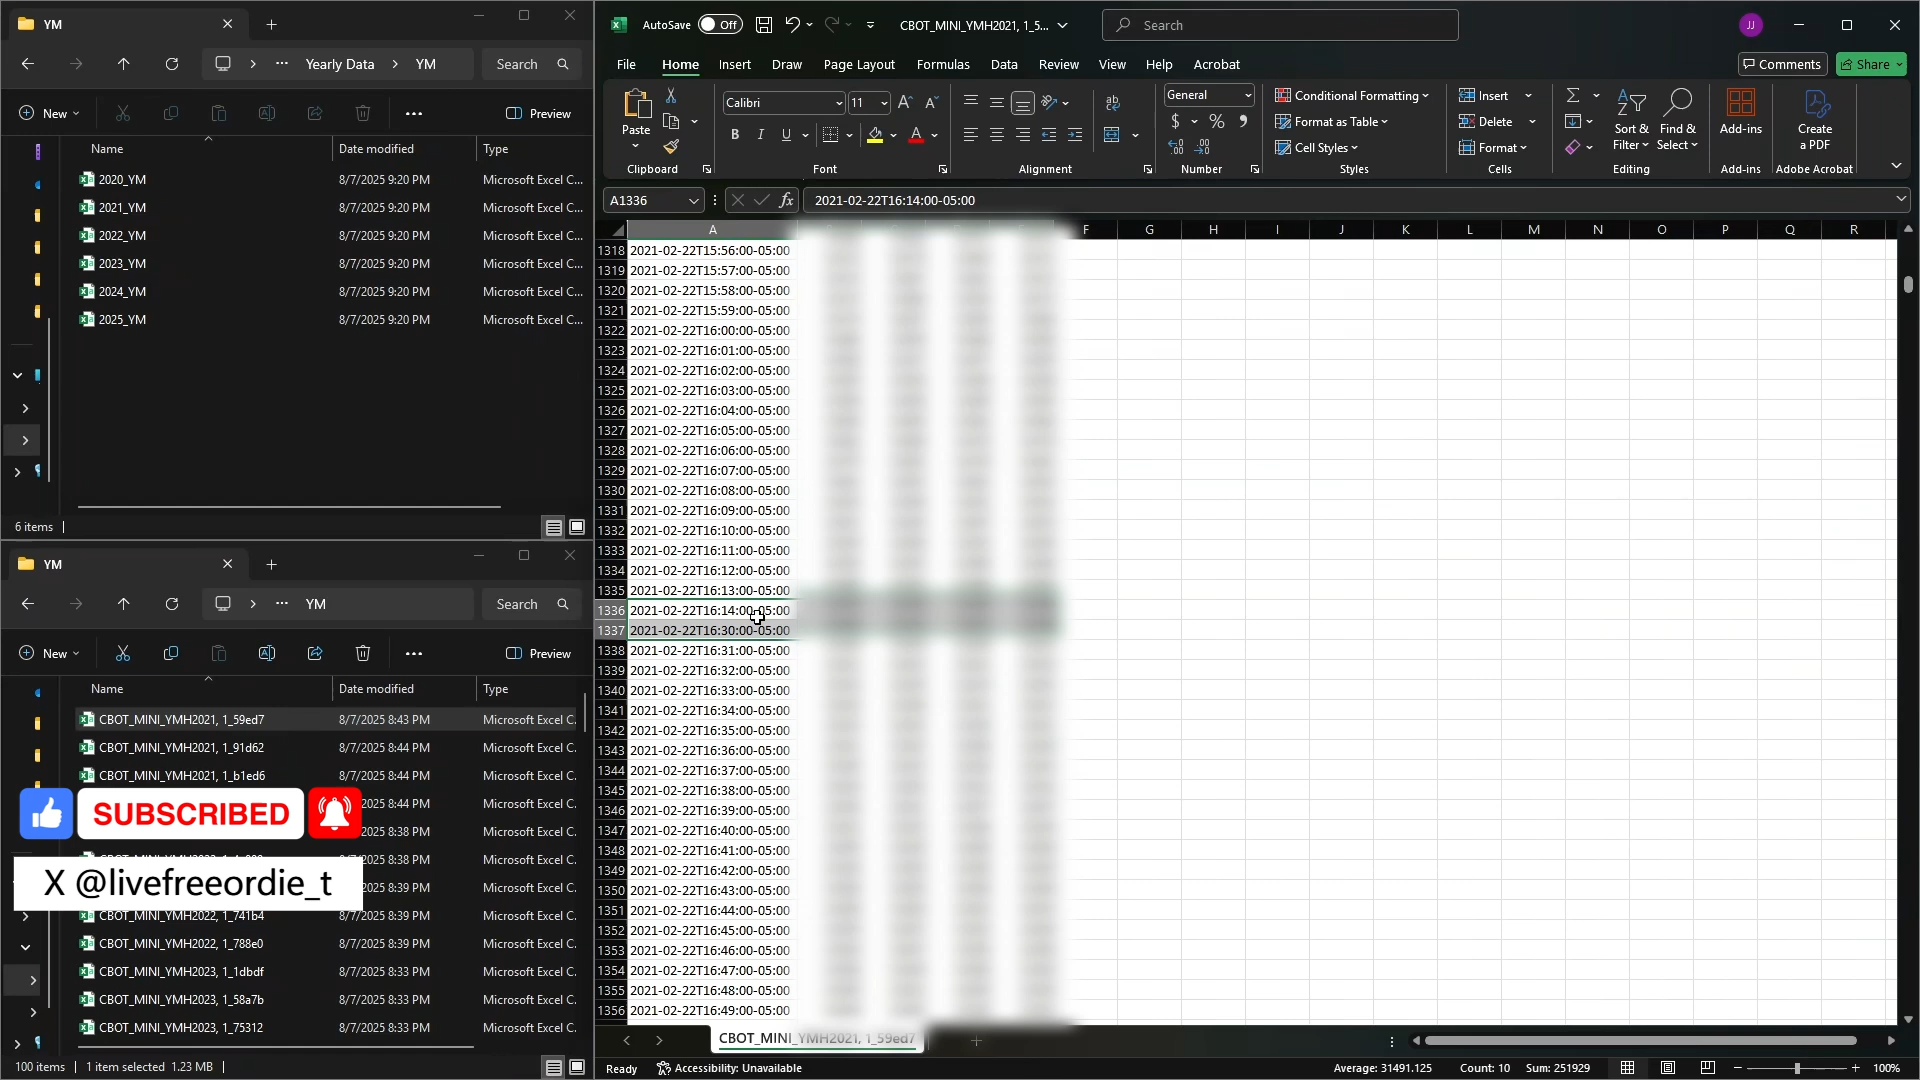 YM
Yearly Data
YM
Search
New
Preview
Name
Date modified
Type
2020_YM
8/7/2025 9:20 PM
Microsoft Excel C...
2021_YM
8/7/2025 9:20 PM
Microsoft Excel C...
2022_YM
8/7/2025 9:20 PM
Microsoft Excel C...
2023_YM
8/7/2025 9:20 PM
Microsoft Excel C...
2024_YM
8/7/2025 9:20 PM
Microsoft Excel C...
2025_YM
8/7/2025 9:20 PM
Microsoft Excel C...
6 items
YM
YM
Search
New
Preview
Name
Date modified
Type
CBOT_MINI_YMH2021, 1_59ed7
8/7/2025 8:43 PM
Microsoft Excel C.
CBOT_MINI_YMH2021, 1_91d62
8/7/2025 8:44 PM
Microsoft Excel C.
CBOT_MINI_YMH2021, 1_b1ed6
8/7/2025 8:44 PM
Microsoft Excel C.
8:44 PM
Microsoft Excel C.
SUBSCRIBED
8:38 PM
Microsoft Excel C.
8:38 PM
Microsoft Excel C.
X @livefreeordie_t
8:39 PM
Microsoft Excel C.
CBOT_MINI_YMH2022, 1_741b4
8/7/2025 8:39 PM
Microsoft Excel C.
CBOT_MINI_YMH2022, 1_788e0
8/7/2025 8:39 PM
Microsoft Excel C.
CBOT_MINI_YMH2023, 1_1dbdf
8/7/2025 8:33 PM
Microsoft Excel C.
CBOT_MINI_YMH2023, 1_58a7b
8/7/2025 8:33 PM
Microsoft Excel C.
CBOT_MINI_YMH2023, 1_75312
8/7/2025 8:33 PM
Microsoft Excel C.
100 items
1 item selected 1.23 MB
AutoSave
Off
CBOT_MINI_YMH2021, 1_5...
Search
JJ
File
Home
Insert
Draw
Page Layout
Formulas
Data
Review
View
Help
Acrobat
Comments
Share
Paste
Clipboard
Calibri
11
B
I
U
Font
Alignment
General
Number
Conditional Formatting
Format as Table
Cell Styles
Styles
Insert
Delete
Format
Cells
Sort & Filter
Find & Select
Editing
Add-ins
Add-ins
Create a PDF
Adobe Acrobat
A1336
fx
2021-02-22T16:14:00-05:00
A F G H I J K L M N O P Q R
1318 2021-02-22T15:56:00-05:00
1319 2021-02-22T15:57:00-05:00
1320 2021-02-22T15:58:00-05:00
1321 2021-02-22T15:59:00-05:00
1322 2021-02-22T16:00:00-05:00
1323 2021-02-22T16:01:00-05:00
1324 2021-02-22T16:02:00-05:00
1325 2021-02-22T16:03:00-05:00
1326 2021-02-22T16:04:00-05:00
1327 2021-02-22T16:05:00-05:00
1328 2021-02-22T16:06:00-05:00
1329 2021-02-22T16:07:00-05:00
1330 2021-02-22T16:08:00-05:00
1331 2021-02-22T16:09:00-05:00
1332 2021-02-22T16:10:00-05:00
1333 2021-02-22T16:11:00-05:00
1334 2021-02-22T16:12:00-05:00
1335 2021-02-22T16:13:00-05:00
1336 2021-02-22T16:14:00-05:00
1337 2021-02-22T16:30:00-05:00
1338 2021-02-22T16:31:00-05:00
1339 2021-02-22T16:32:00-05:00
1340 2021-02-22T16:33:00-05:00
1341 2021-02-22T16:34:00-05:00
1342 2021-02-22T16:35:00-05:00
1343 2021-02-22T16:36:00-05:00
1344 2021-02-22T16:37:00-05:00
1345 2021-02-22T16:38:00-05:00
1346 2021-02-22T16:39:00-05:00
1347 2021-02-22T16:40:00-05:00
1348 2021-02-22T16:41:00-05:00
1349 2021-02-22T16:42:00-05:00
1350 2021-02-22T16:43:00-05:00
1351 2021-02-22T16:44:00-05:00
1352 2021-02-22T16:45:00-05:00
1353 2021-02-22T16:46:00-05:00
1354 2021-02-22T16:47:00-05:00
1355 2021-02-22T16:48:00-05:00
1356 2021-02-22T16:49:00-05:00
CBOT_MINI_YMH2021, 1_59ed7
Ready
Accessibility: Unavailable
Average: 31491.125
Count: 10
Sum: 251929
100%